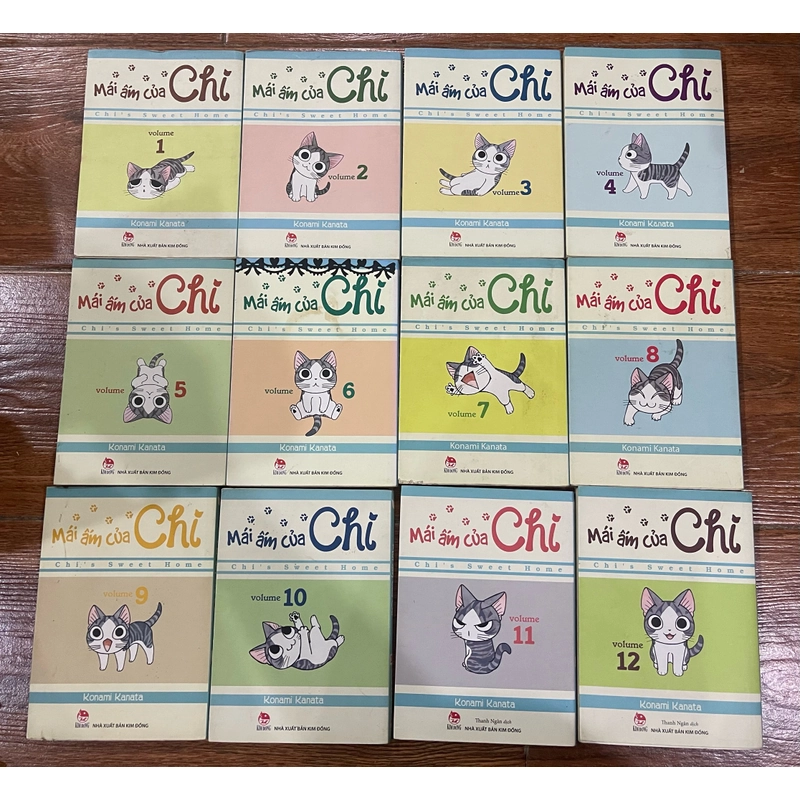 Mái ấm của Chi
Chi's Sweet Home
volume
1
Konami Kanata
NHÀ XUẤT BẢN KIM ĐỒNG
Mái ấm của Chi
Chi's Sweet Home
volume 2
Konami Kanata
NHÀ XUẤT BẢN KIM ĐỒNG
Mái ấm của Chi
Chi's Sweet Home
volume 3
Konami Kanata
NHÀ XUẤT BẢN KIM ĐỒNG
Mái ấm của Chi
Chi's Sweet Home
volume
4
Konami Kanata
NHÀ XUẤT BẢN KIM ĐỒNG
Mái ấm của Chi
Chi's Sweet Home
volume 5
Konami Kanata
NHÀ XUẤT BẢN KIM ĐỒNG
Mái ấm của Chi
Chi's Sweet Home
volume 6
Konami Kanata
NHÀ XUẤT BẢN KIM ĐỒNG
Mái ấm của Chi
Chi's Sweet Home
volume 7
Konami Kanata
NHÀ XUẤT BẢN KIM ĐỒNG
Mái ấm của Chi
Chi's Sweet Home
volume 8
Konami Kanata
NHÀ XUẤT BẢN KIM ĐỒNG
Mái ấm của Chi
Chi's Sweet Home
volume 9
Konami Kanata
NHÀ XUẤT BẢN KIM ĐỒNG
Mái ấm của Chi
Chi's Sweet Home
volume 10
Konami Kanata
NHÀ XUẤT BẢN KIM ĐỒNG
Mái ấm của Chi
Chi's Sweet Home
volume
11
Konami Kanata
Thanh Ngân dịch
NHÀ XUẤT BẢN KIM ĐỒNG
Mái ấm của Chi
Chi's Sweet Home
volume
12
Konami Kanata
Thanh Ngân dịch
NHÀ XUẤT BẢN KIM ĐỒNG